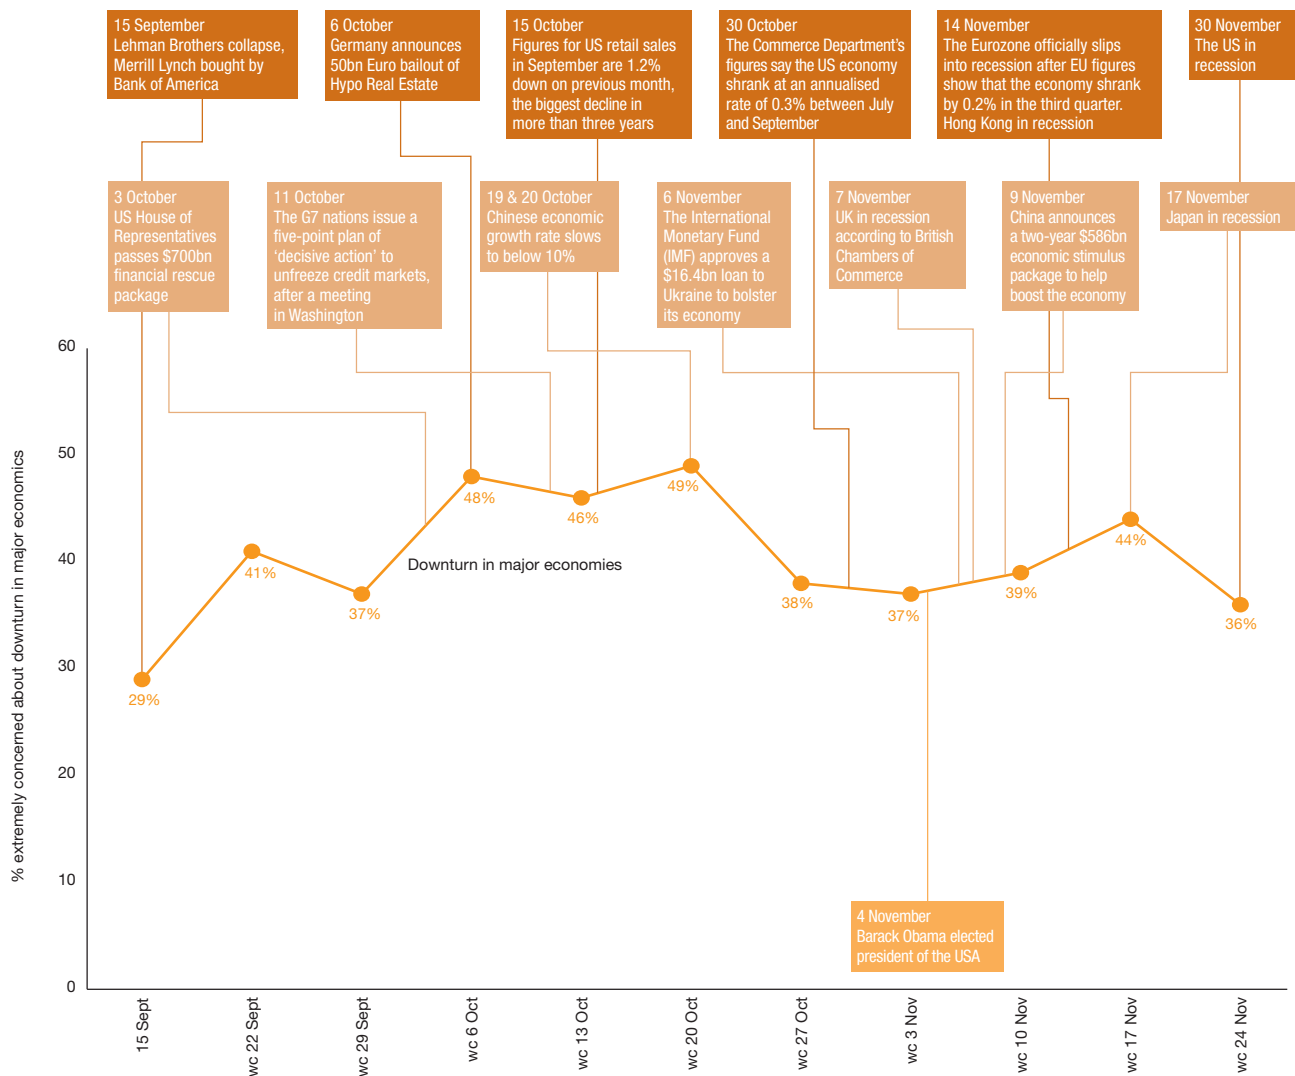 15 September
Lehman Brothers collapse,
Merrill Lynch bought by
Bank of America
6 October
Germany announces
50bn Euro bailout of
Hypo Real Estate
15 October
Figures for US retail sales
in September are 1.2%
down on previous month,
the biggest decline in
more than three years
30 October
The Commerce Department’s
figures say the US economy
shrank at an annualised
rate of 0.3% between July
and September
14 November
The Eurozone officially slips
into recession after EU figures
show that the economy shrank
by 0.2% in the third quarter.
Hong Kong in recession
30 November
The US in
recession
3 October
US House of
Representatives
passes $700bn
financial rescue
package
11 October
The G7 nations issue a
five-point plan of
‘decisive action’ to
unfreeze credit markets,
after a meeting
in Washington
19 & 20 October
Chinese economic
growth rate slows
to below 10%
6 November
The International
Monetary Fund
(IMF) approves a
$16.4bn loan to
Ukraine to bolster
its economy
7 November
UK in recession
according to British
Chambers of
Commerce
9 November
China announces
a two-year $586bn
economic stimulus
package to help
boost the economy
17 November
Japan in recession
% extremely concerned about downturn in major economics
60
50
40
30
20
10
0
29%
41%
37%
48%
46%
49%
38%
37%
39%
44%
36%
Downturn in major economies
4 November
Barack Obama elected
president of the USA
15 Sept
wc 22 Sept
wc 29 Sept
wc 6 Oct
wc 13 Oct
wc 20 Oct
wc 27 Oct
wc 3 Nov
wc 10 Nov
wc 17 Nov
wc 24 Nov